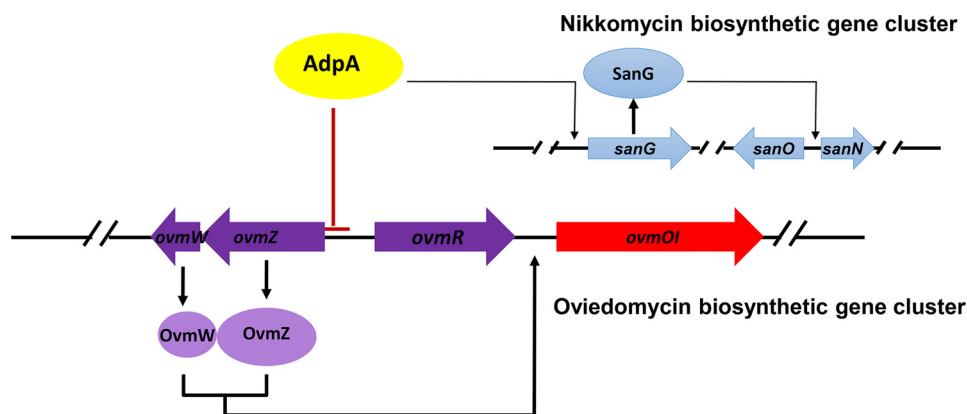 Nikkomycin biosynthetic gene cluster
AdpA
SanG
sanG
sanO
sanN
ovmW
ovmZ
ovmR
ovmOI
Oviedomycin biosynthetic gene cluster
OvmW
OvmZ